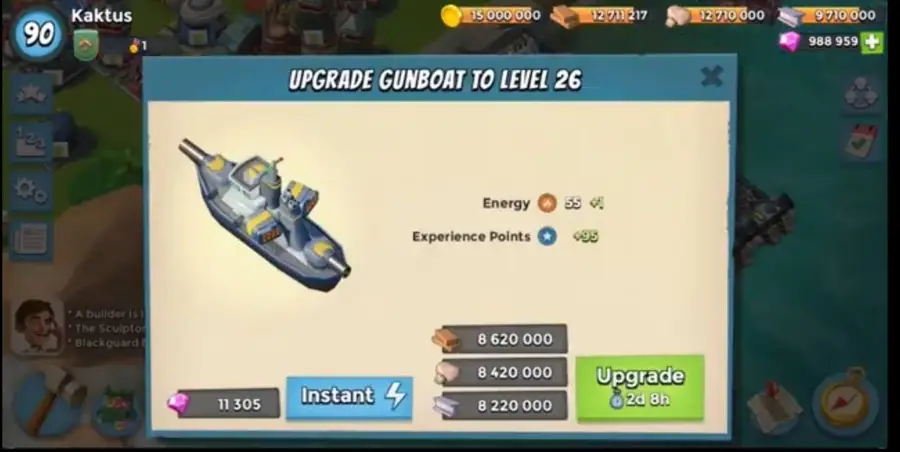 90
Kaktus
1
15 000 000
12 711 217
12 710 000
9 710 000
988 959
UPGRADE GUNBOAT TO LEVEL 26
Energy 55 +1
Experience Points +95
* A builder is
* The Sculptor
* Blackguard
8 620 000
8 420 000
8 220 000
11 305
Instant
Upgrade
2d 8h